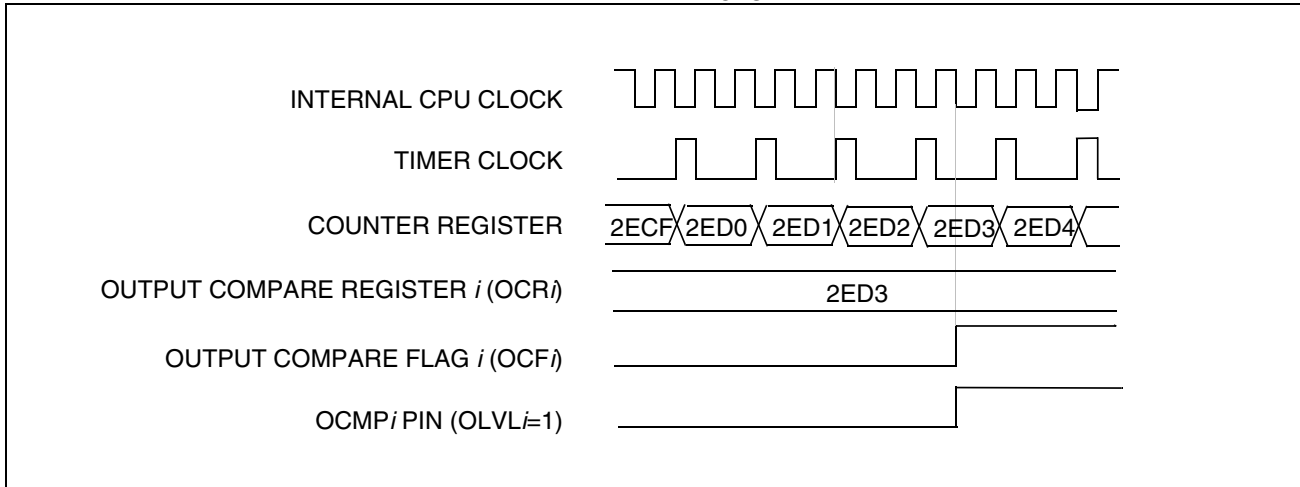 INTERNAL CPU CLOCK
TIMER CLOCK
COUNTER REGISTER 2ECF 2ED0 2ED1 2ED2 2ED3 2ED4
OUTPUT COMPARE REGISTER i (OCRi) 2ED3
OUTPUT COMPARE FLAG i (OCFi)
OCMPi PIN (OLVLi=1)